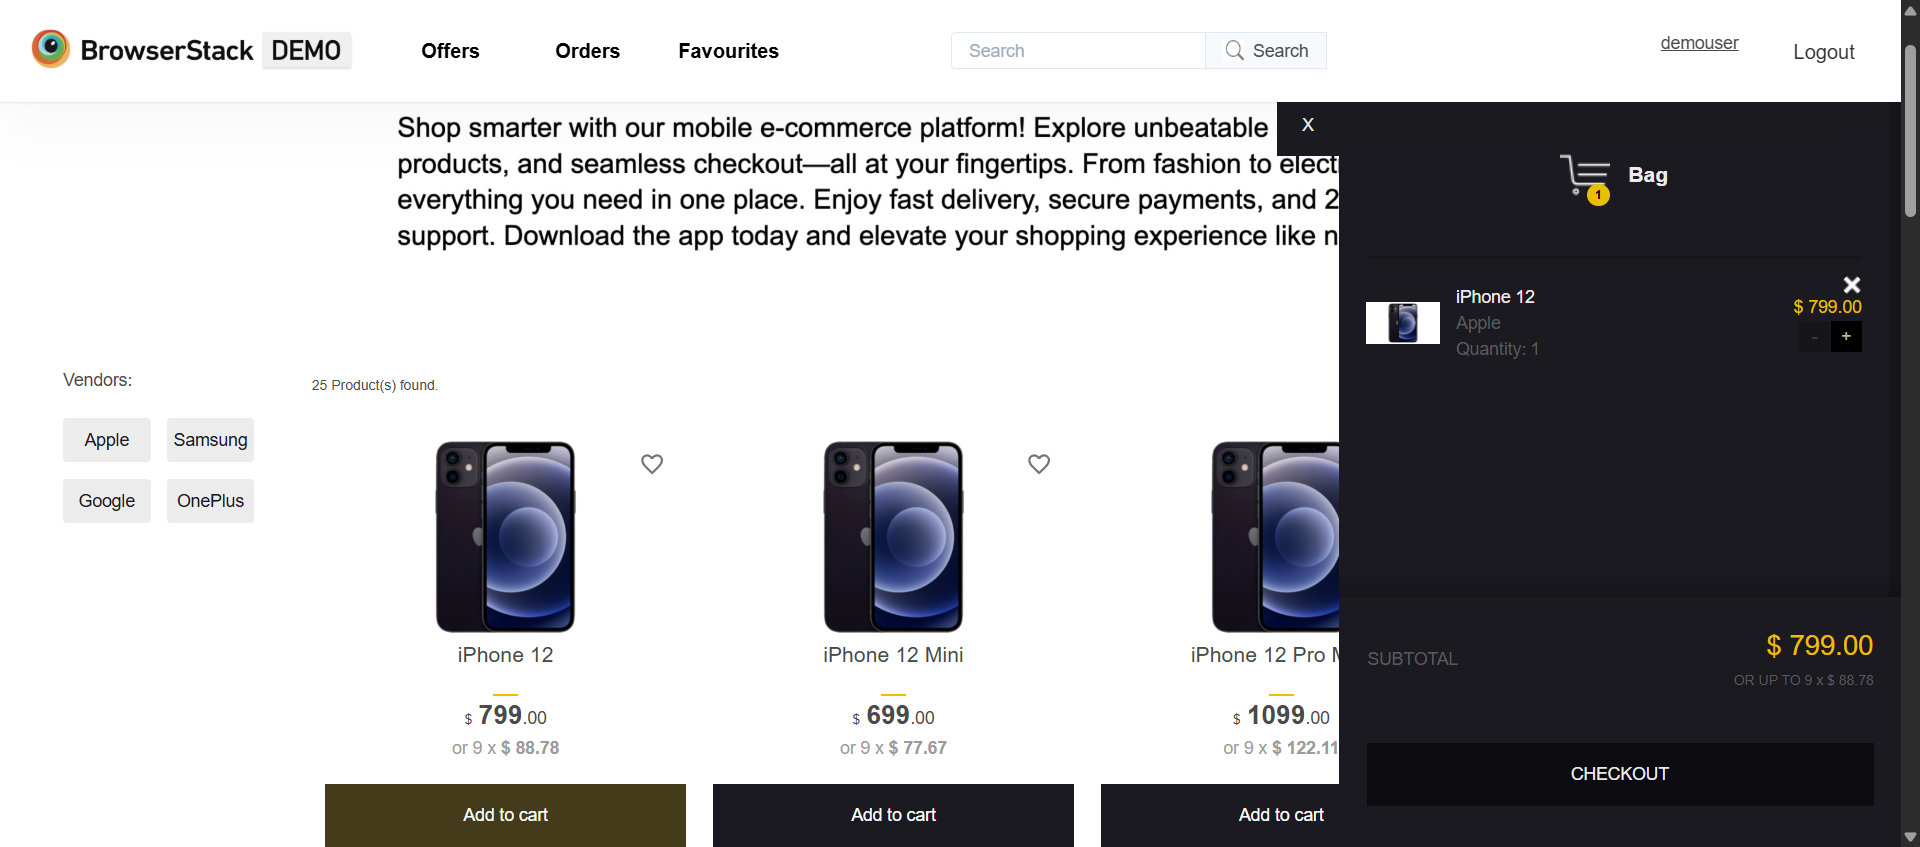 BrowserStack DEMO
Offers
Orders
Favourites
Search
Search
demouser
Logout
Shop smarter with our mobile e-commerce platform! Explore unbeatable
products, and seamless checkout—all at your fingertips. From fashion to elect
everything you need in one place. Enjoy fast delivery, secure payments, and 2
support. Download the app today and elevate your shopping experience like n
X
1
Bag
iPhone 12
Apple
Quantity: 1
$ 799.00
-
+
SUBTOTAL
$ 799.00
OR UP TO 9 x $ 88.78
CHECKOUT
Vendors:
Apple
Samsung
Google
OnePlus
25 Product(s) found.
iPhone 12
$ 799.00
or 9 x $ 88.78
Add to cart
iPhone 12 Mini
$ 699.00
or 9 x $ 77.67
Add to cart
iPhone 12 Pro
$ 1099.00
or 9 x $ 122.11
Add to cart